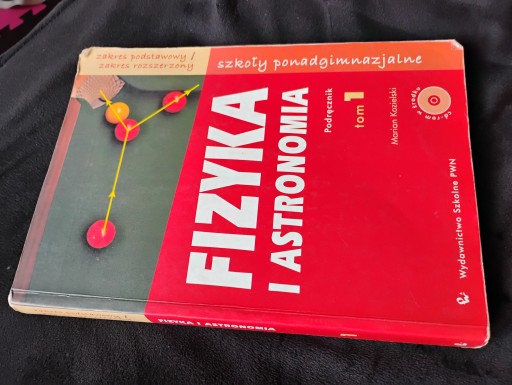 zakres podstawowy /
zakres rozszerzony
szkoły ponadgimnazjalne
FIZYKA
I ASTRONOMIA
Podręcznik
tom 1
Marian Kozielski
cd-rom w środku
Wydawnictwo Szkolne PWN
FIZYKA I ASTRONOMIA
1